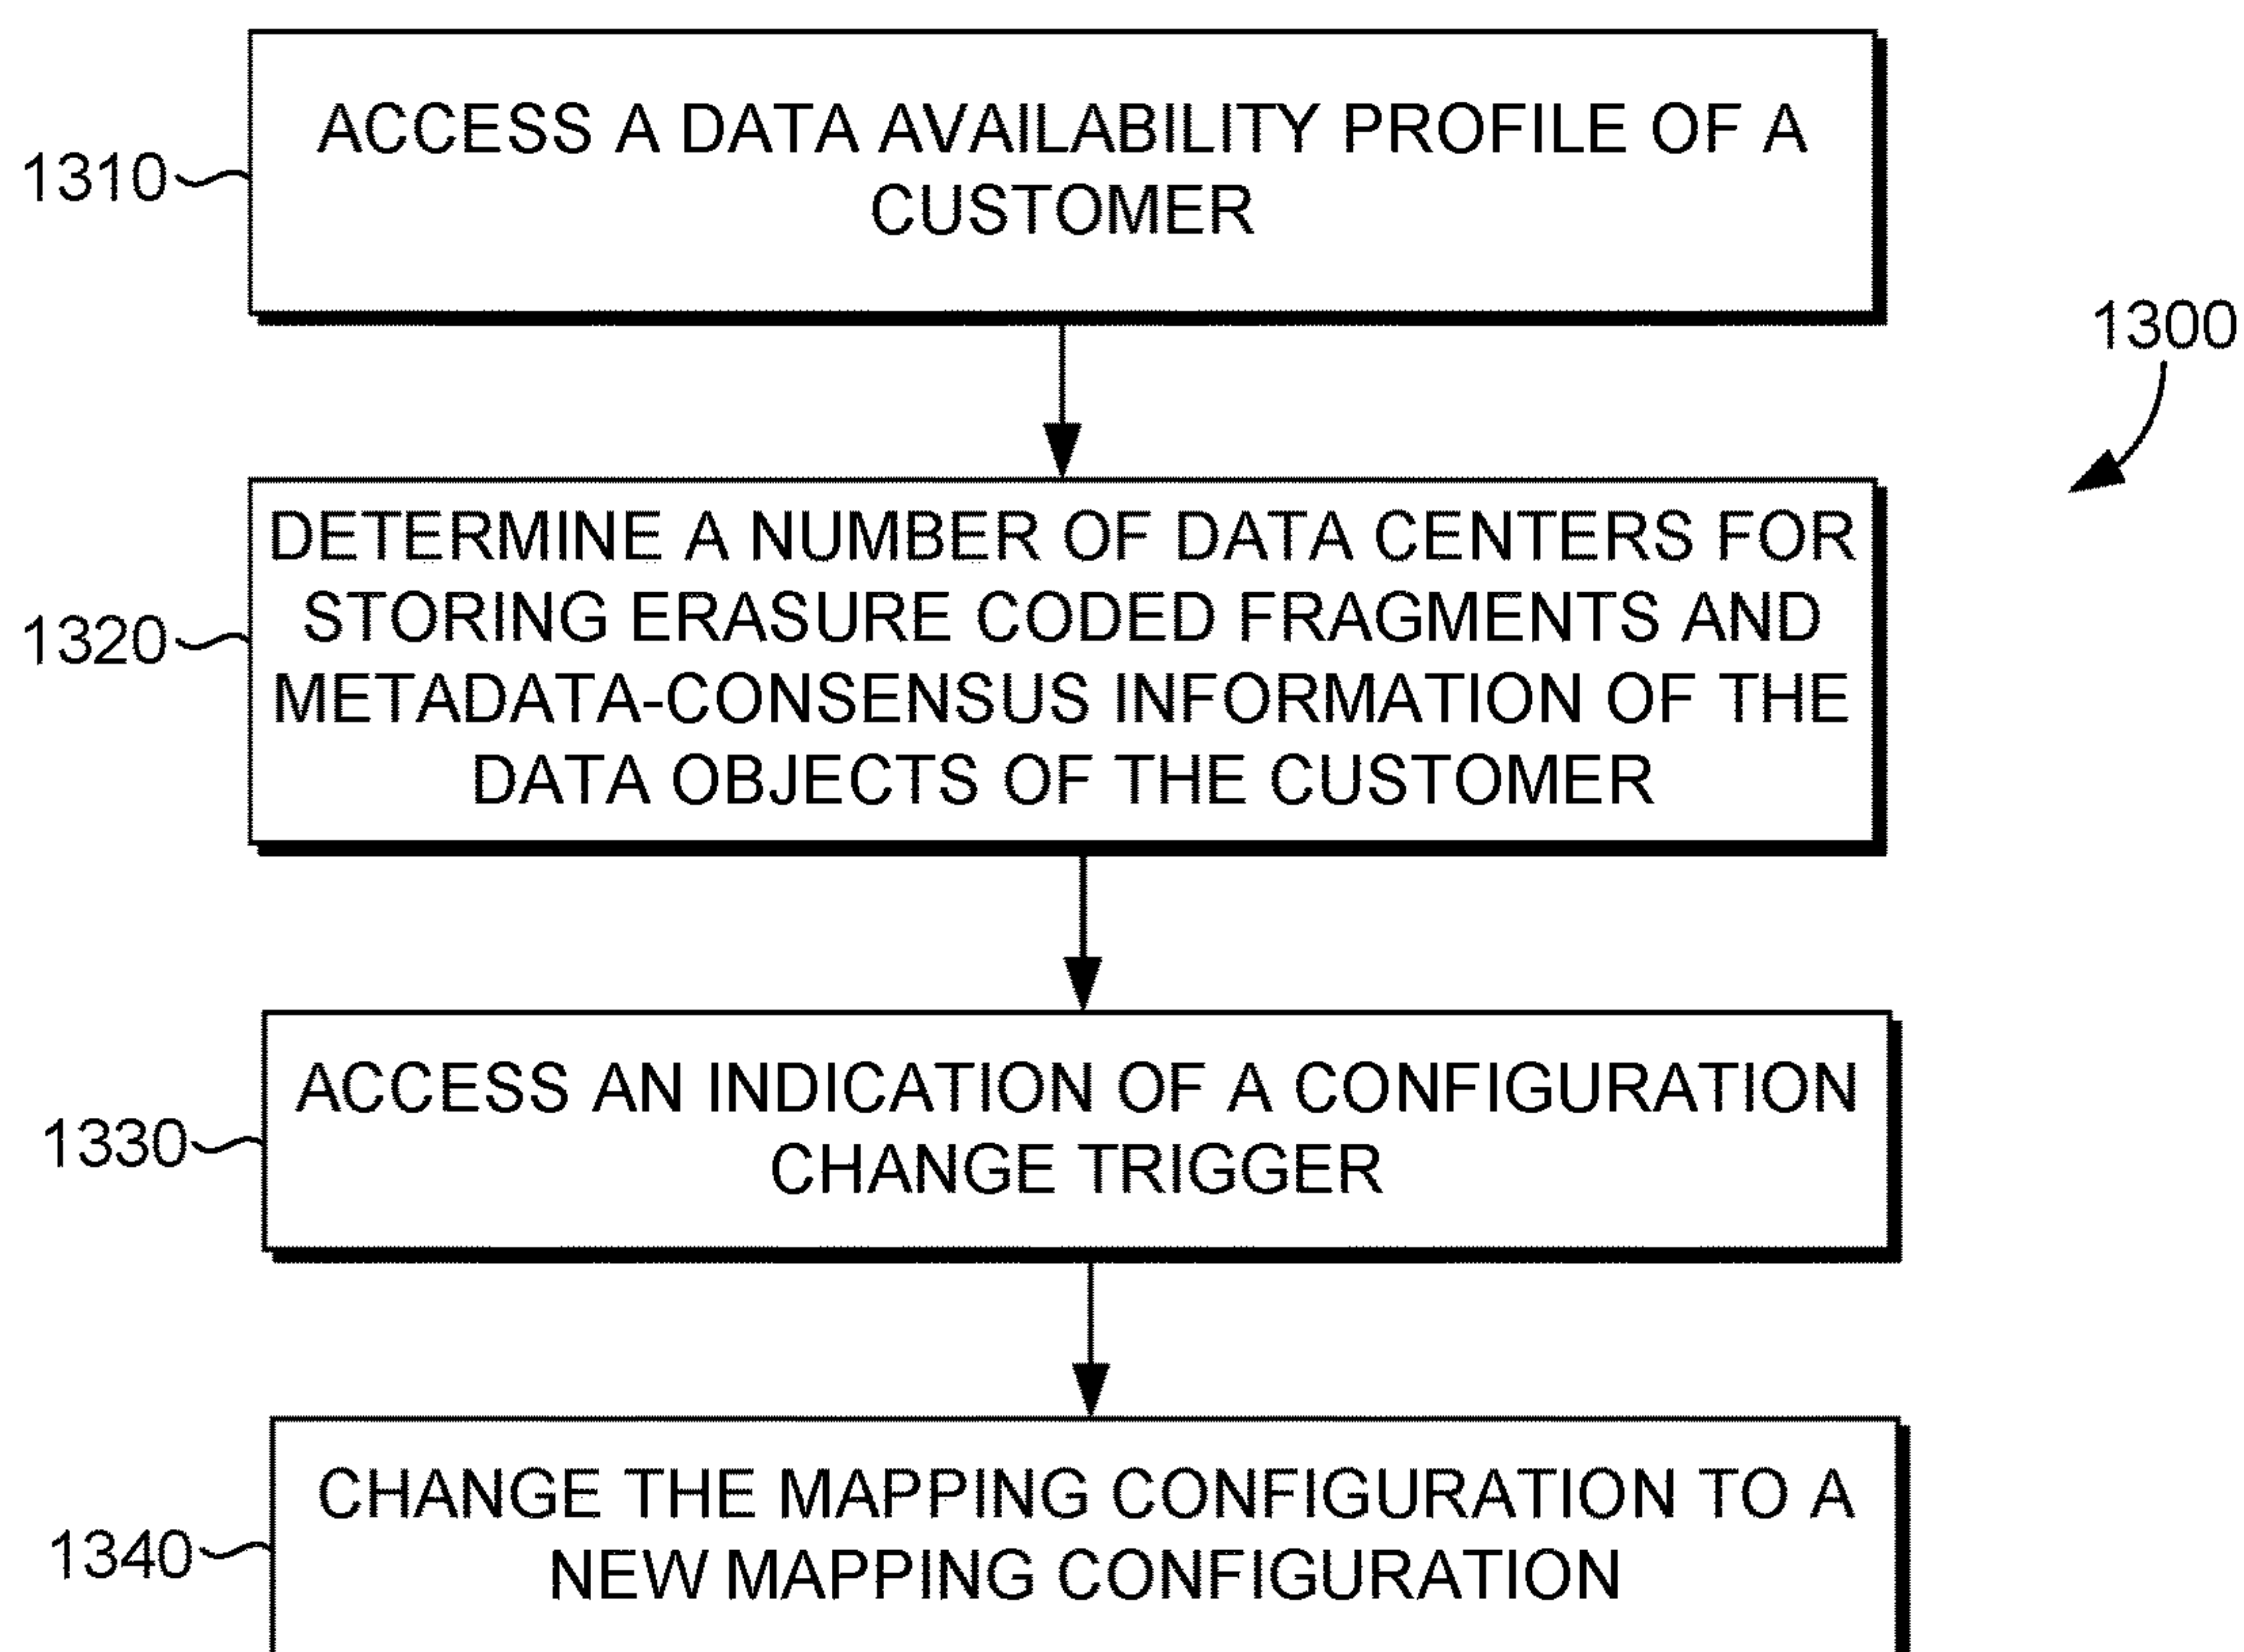 1310
ACCESS A DATA AVAILABILITY PROFILE OF A
CUSTOMER
1300
1320
DETERMINE A NUMBER OF DATA CENTERS FOR
STORING ERASURE CODED FRAGMENTS AND
METADATA-CONSENSUS INFORMATION OF THE
DATA OBJECTS OF THE CUSTOMER
1330
ACCESS AN INDICATION OF A CONFIGURATION
CHANGE TRIGGER
1340
CHANGE THE MAPPING CONFIGURATION TO A
NEW MAPPING CONFIGURATION